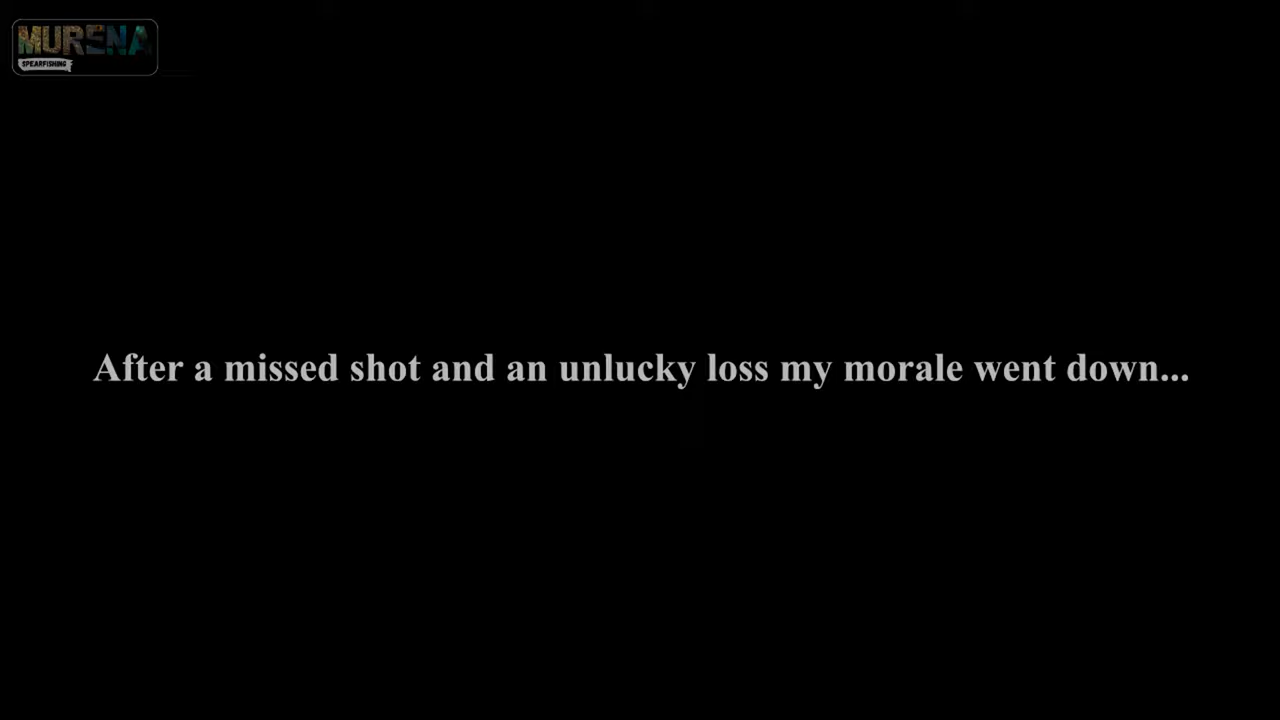 MURENA
SPEARFISHING
After a missed shot and an unlucky loss my morale went down...